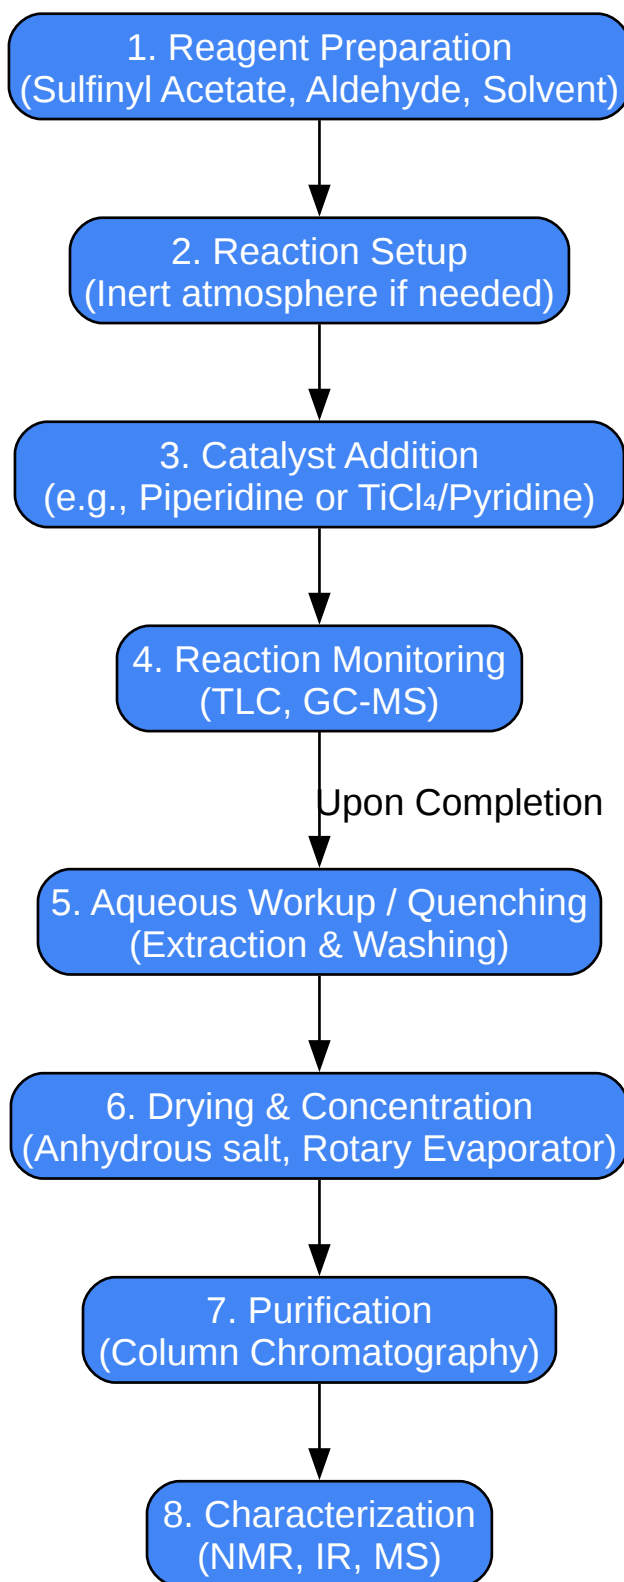 1. Reagent Preparation
(Sulfinyl Acetate, Aldehyde, Solvent)
2. Reaction Setup
(Inert atmosphere if needed)
3. Catalyst Addition
(e.g., Piperidine or TiCl₄/Pyridine)
4. Reaction Monitoring
(TLC, GC-MS)
Upon Completion
5. Aqueous Workup / Quenching
(Extraction & Washing)
6. Drying & Concentration
(Anhydrous salt, Rotary Evaporator)
7. Purification
(Column Chromatography)
8. Characterization
(NMR, IR, MS)